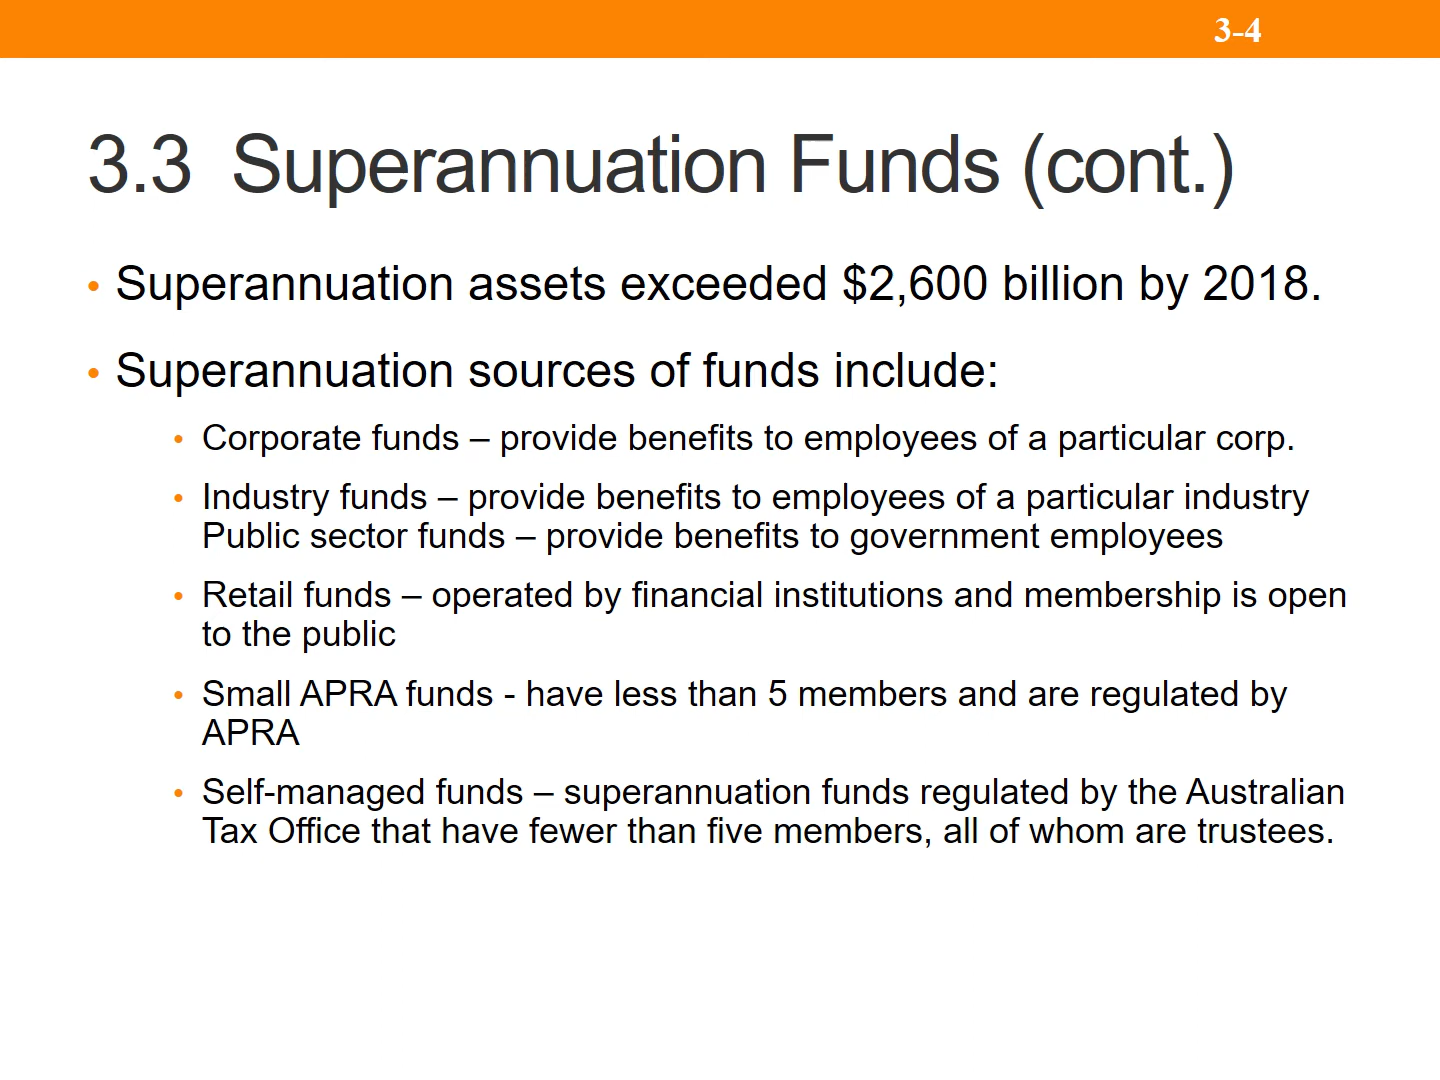 3-4
3.3 Superannuation Funds (cont.)
• Superannuation assets exceeded $2,600 billion by 2018.
• Superannuation sources of funds include:
• Corporate funds – provide benefits to employees of a particular corp.
• Industry funds – provide benefits to employees of a particular industry
Public sector funds – provide benefits to government employees
• Retail funds – operated by financial institutions and membership is open
to the public
• Small APRA funds - have less than 5 members and are regulated by
APRA
• Self-managed funds – superannuation funds regulated by the Australian
Tax Office that have fewer than five members, all of whom are trustees.